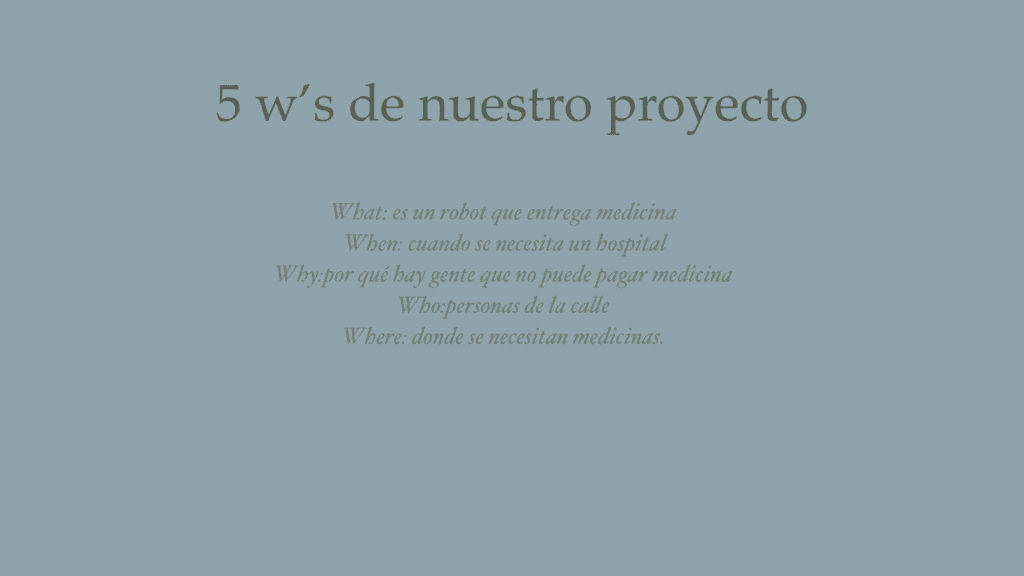 5 w’s de nuestro proyecto
What: es un robot que entrega medicina
When: cuando se necesita un hospital
Why:por qué hay gente que no puede pagar medicina
Who:personas de la calle
Where: donde se necesitan medicinas.